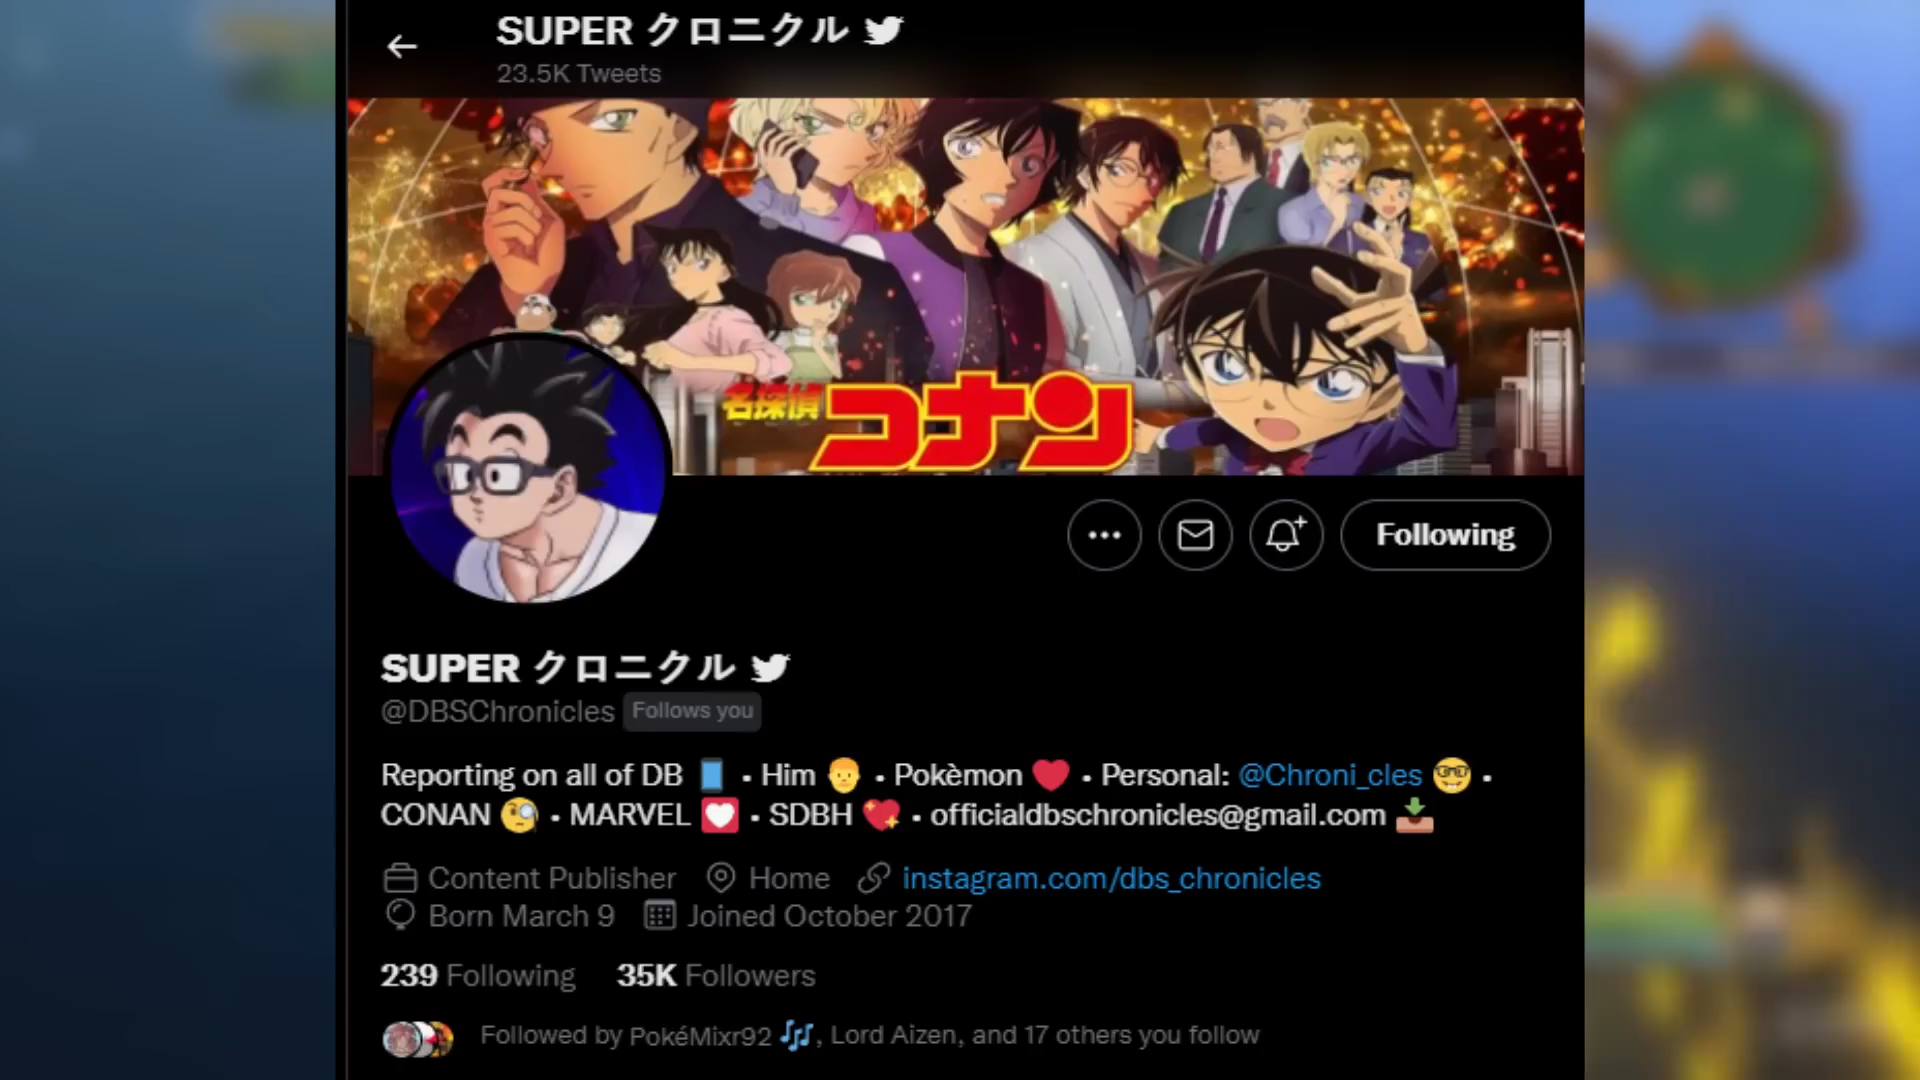 SUPER クロニクル
23.5K Tweets
名探偵
コナン
Following
SUPER クロニクル
@DBSChronicles Follows you
Reporting on all of DB 📘 • Him 👨 • Pokèmon ❤️ • Personal: @Chroni_cles 🤓 •
CONAN 🧐 • MARVEL 💟 • SDBH 💖 • officialdbschronicles@gmail.com 📥
Content Publisher Home instagram.com/dbs_chronicles
Born March 9 Joined October 2017
239 Following 35K Followers
Followed by PokéMixr92 🎶, Lord Aizen, and 17 others you follow